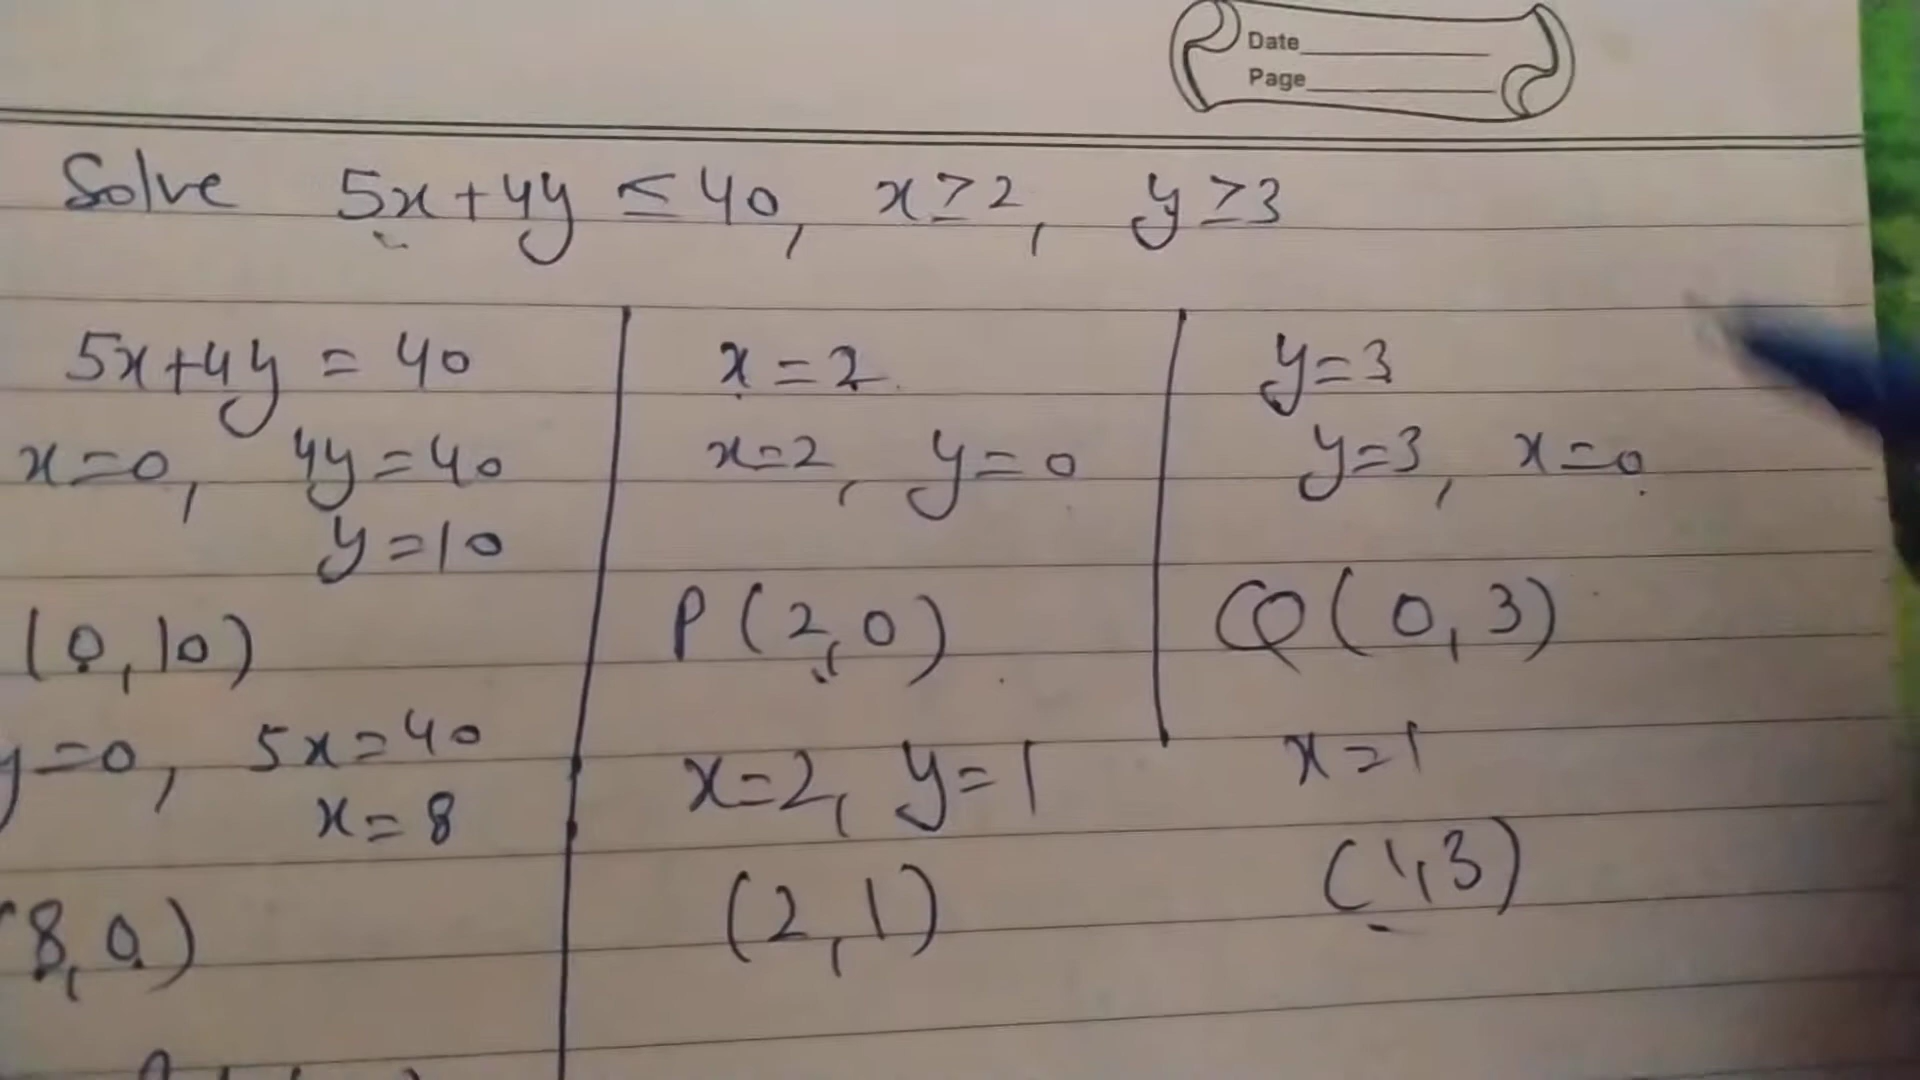 Date
Page
Solve 5x+4y ≤ 40, x ≥ 2, y ≥ 3
5x+4y = 40
x=0, 4y=40
y=10
(0,10)
y=0, 5x=40
x=8
(8,0)
x=2
x=2, y=0
P(2,0)
x=2, y=1
(2,1)
y=3
y=3, x=0
Q(0,3)
x=1
(1,3)